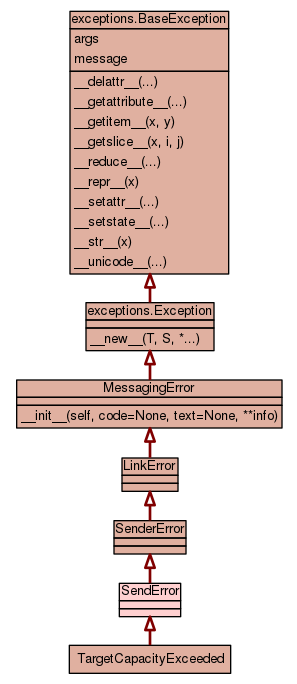 exceptions.BaseException
args
message
__delattr__(...)
__getattribute__(...)
__getitem__(x, y)
__getslice__(x, i, j)
__reduce__(...)
__repr__(x)
__setattr__(...)
__setstate__(...)
__str__(x)
__unicode__(...)
exceptions.Exception
__new__(T, S, *...)
MessagingError
__init__(self, code=None, text=None, **info)
LinkError
SenderError
SendError
TargetCapacityExceeded